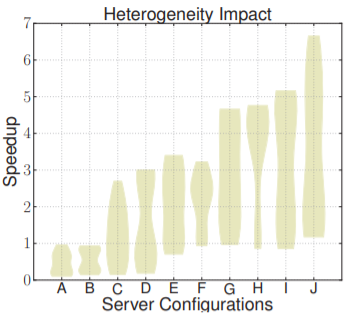 Heterogeneity Impact
7
6
5
4
3
2
1
0
Speedup
A B C D E F G H I J
Server Configurations